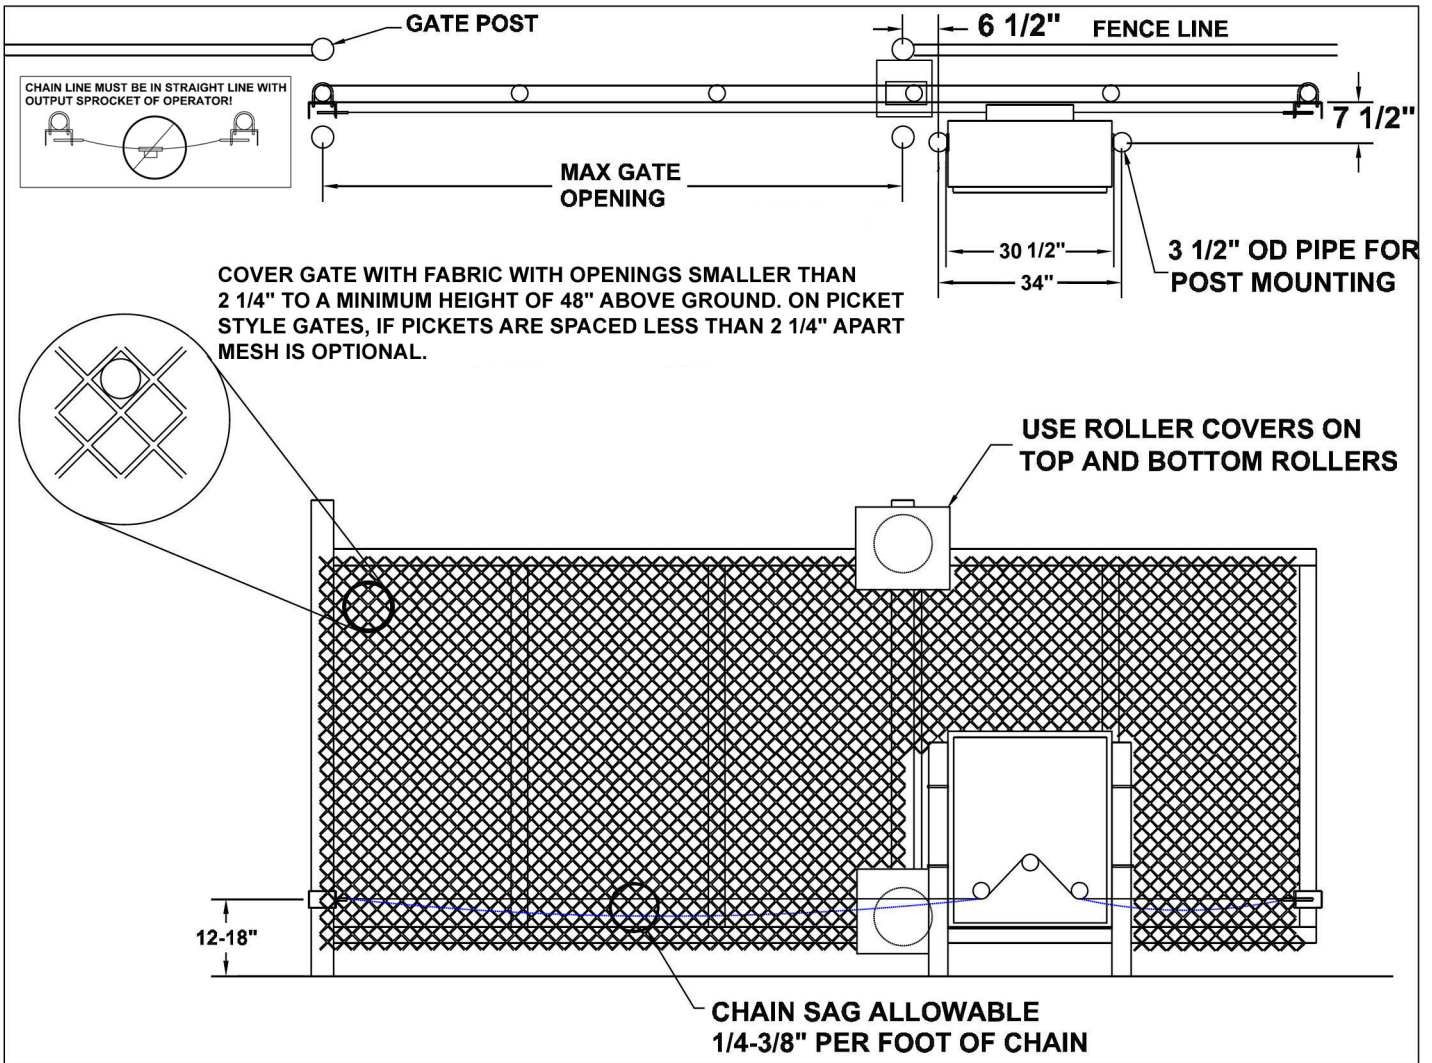 GATE POST
6 1/2"
FENCE LINE
CHAIN LINE MUST BE IN STRAIGHT LINE WITH
OUTPUT SPROCKET OF OPERATOR!
7 1/2"
MAX GATE
OPENING
30 1/2"
34"
3 1/2" OD PIPE FOR
POST MOUNTING
COVER GATE WITH FABRIC WITH OPENINGS SMALLER THAN
2 1/4" TO A MINIMUM HEIGHT OF 48" ABOVE GROUND. ON PICKET
STYLE GATES, IF PICKETS ARE SPACED LESS THAN 2 1/4" APART
MESH IS OPTIONAL.
USE ROLLER COVERS ON
TOP AND BOTTOM ROLLERS
12-18"
CHAIN SAG ALLOWABLE
1/4-3/8" PER FOOT OF CHAIN